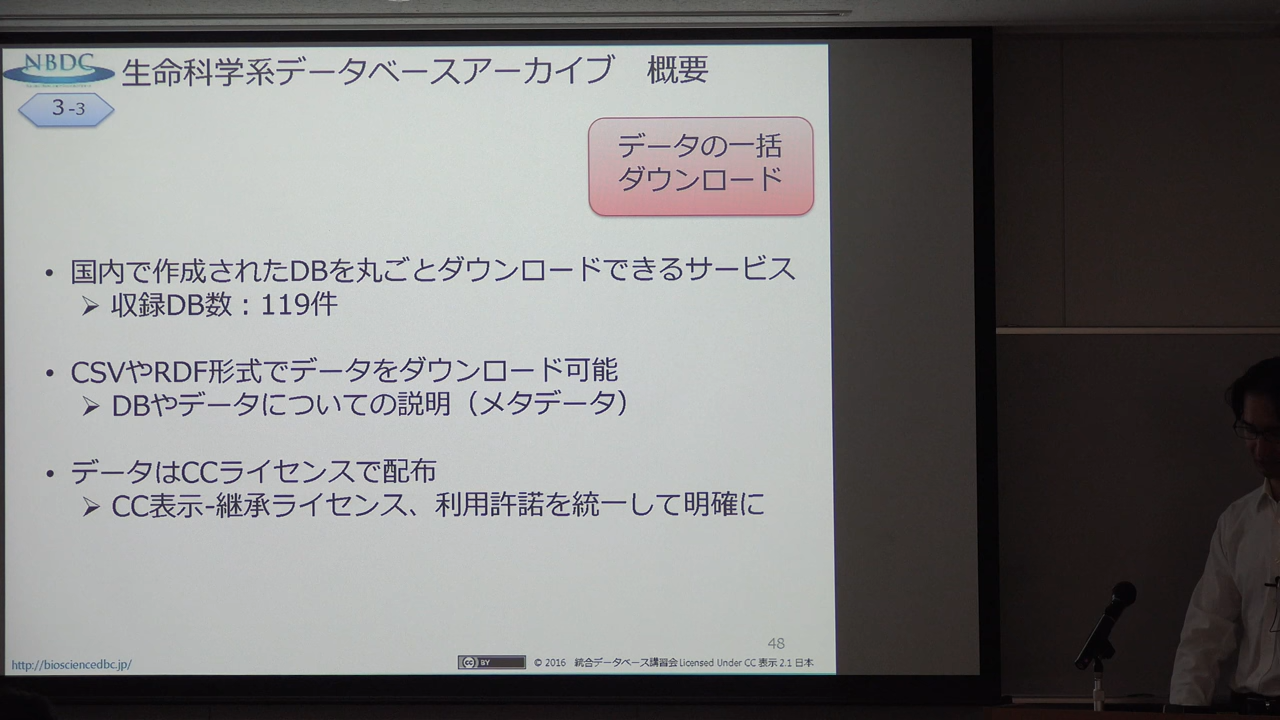 NBDC
生命科学系データベースアーカイブ 概要
3-3
データの一括
ダウンロード
• 国内で作成されたDBを丸ごとダウンロードできるサービス
➢ 収録DB数：119件
• CSVやRDF形式でデータをダウンロード可能
➢ DBやデータについての説明（メタデータ）
• データはCCライセンスで配布
➢ CC表示-継承ライセンス、利用許諾を統一して明確に
48
http://biosciencedbc.jp/
cc BY © 2016 統合データベース講習会 Licensed Under CC 表示 2.1 日本